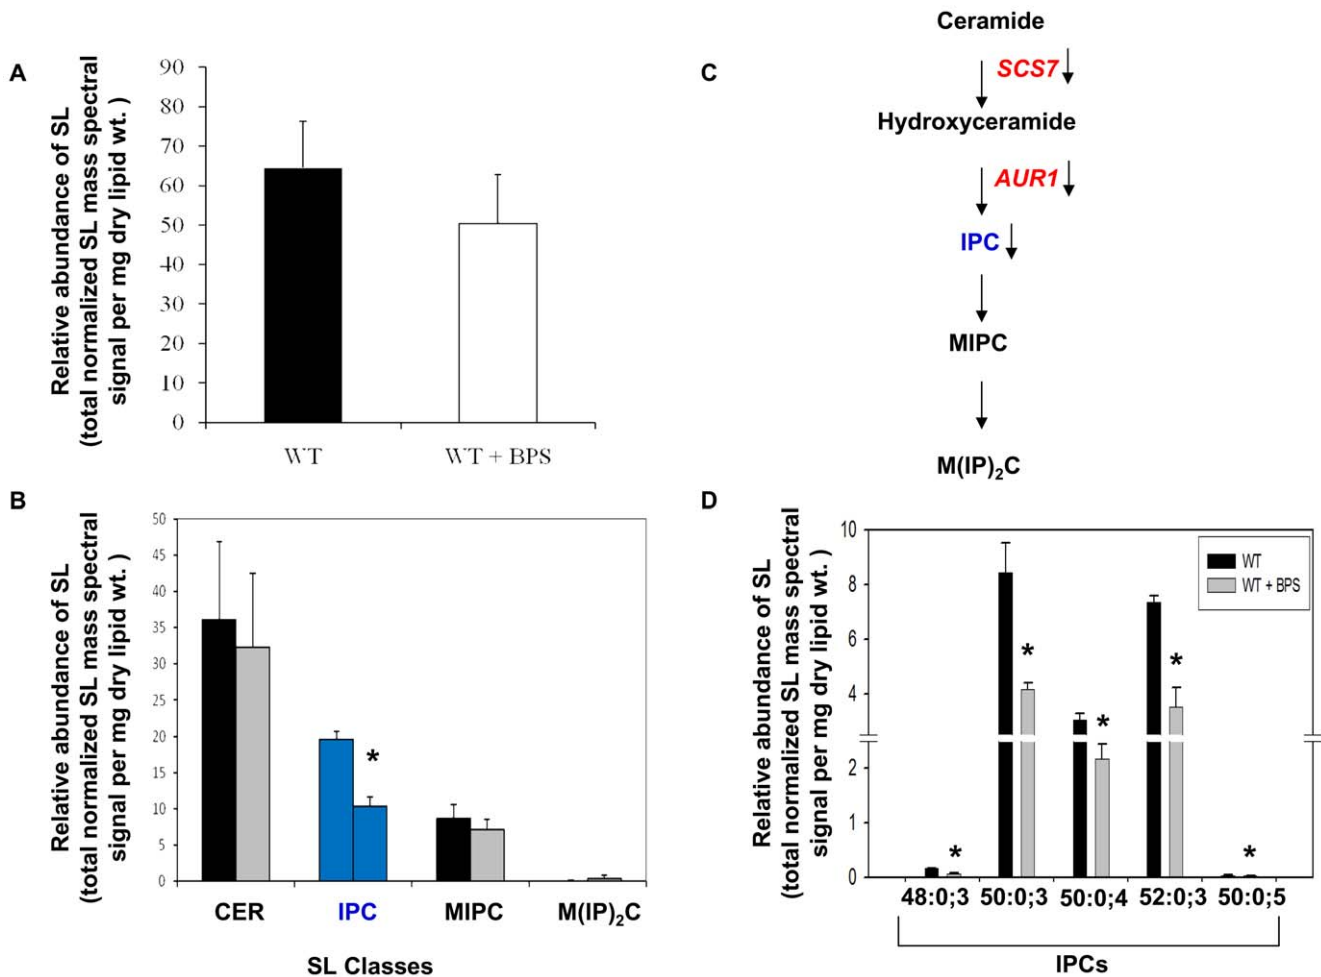 A
Relative abundance of SL
(total normalized SL mass spectral
signal per mg dry lipid wt. )
90
80
70
60
50
40
30
20
10
0
WT
WT + BPS
C
Ceramide
SCS7
Hydroxyceramide
AUR1
IPC
MIPC
M(IP)₂C
B
Relative abundance of SL
(total normalized SL mass spectral
signal per mg dry lipid wt. )
50
45
40
35
30
25
20
15
10
5
0
*
CER
IPC
MIPC
M(IP)₂C
SL Classes
D
Relative abundance of SL
(total normalized SL mass spectral
signal per mg dry lipid wt. )
10
8
6
4
2
0
WT
WT + BPS
*
*
*
*
*
48:0;3
50:0;3
50:0;4
52:0;3
50:0;5
IPCs